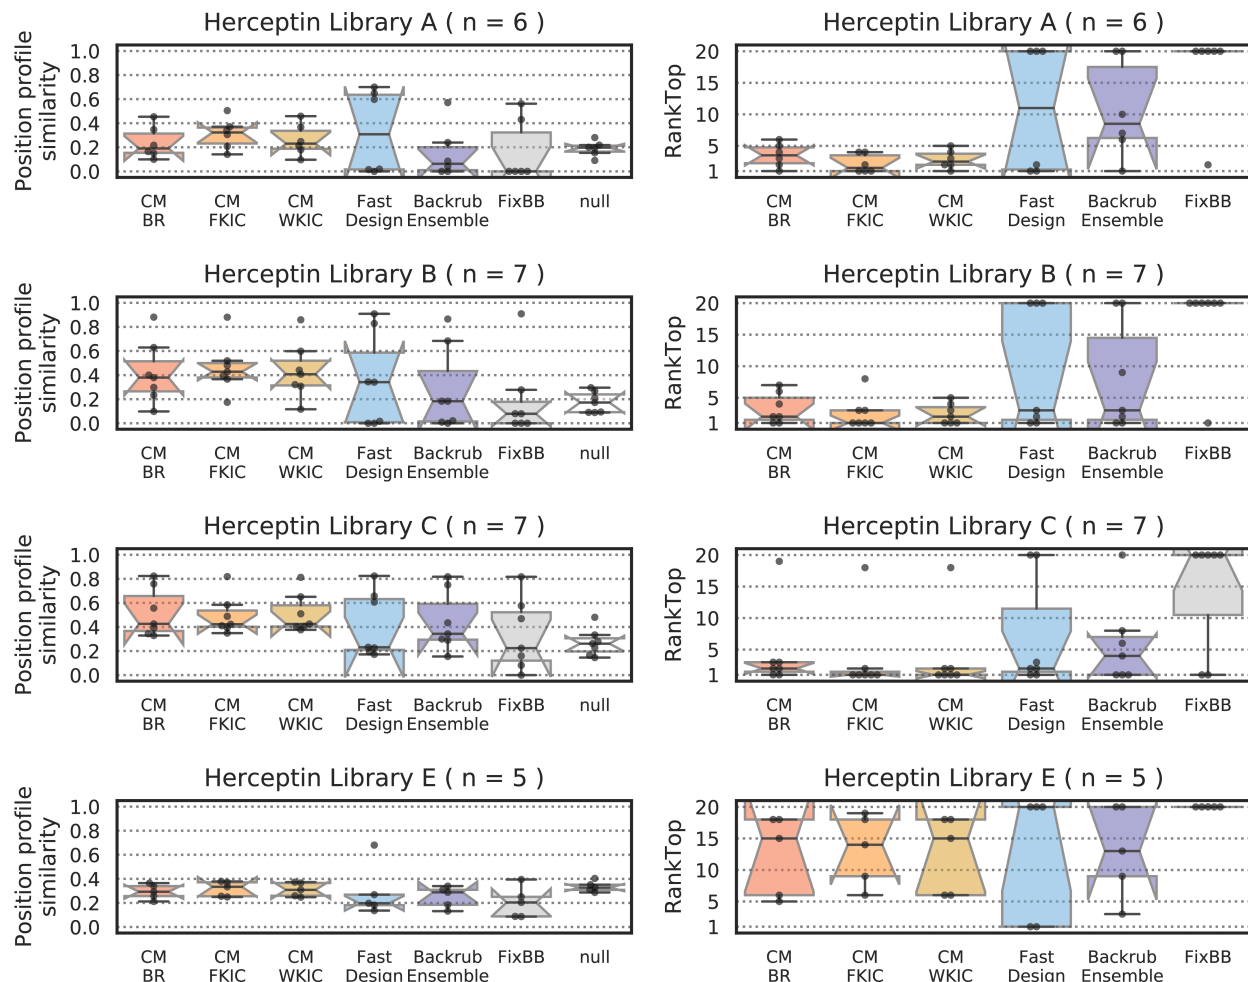 Herceptin Library A ( n = 6 )
Position profile
similarity
1.0
0.8
0.6
0.4
0.2
0.0
CM
BR
CM
FKIC
CM
WKIC
Fast
Design
Backrub
Ensemble
FixBB
null
Herceptin Library A ( n = 6 )
RankTop
20
15
10
5
1
CM
BR
CM
FKIC
CM
WKIC
Fast
Design
Backrub
Ensemble
FixBB
Herceptin Library B ( n = 7 )
Position profile
similarity
1.0
0.8
0.6
0.4
0.2
0.0
CM
BR
CM
FKIC
CM
WKIC
Fast
Design
Backrub
Ensemble
FixBB
null
Herceptin Library B ( n = 7 )
RankTop
20
15
10
5
1
CM
BR
CM
FKIC
CM
WKIC
Fast
Design
Backrub
Ensemble
FixBB
Herceptin Library C ( n = 7 )
Position profile
similarity
1.0
0.8
0.6
0.4
0.2
0.0
CM
BR
CM
FKIC
CM
WKIC
Fast
Design
Backrub
Ensemble
FixBB
null
Herceptin Library C ( n = 7 )
RankTop
20
15
10
5
1
CM
BR
CM
FKIC
CM
WKIC
Fast
Design
Backrub
Ensemble
FixBB
Herceptin Library E ( n = 5 )
Position profile
similarity
1.0
0.8
0.6
0.4
0.2
0.0
CM
BR
CM
FKIC
CM
WKIC
Fast
Design
Backrub
Ensemble
FixBB
null
Herceptin Library E ( n = 5 )
RankTop
20
15
10
5
1
CM
BR
CM
FKIC
CM
WKIC
Fast
Design
Backrub
Ensemble
FixBB